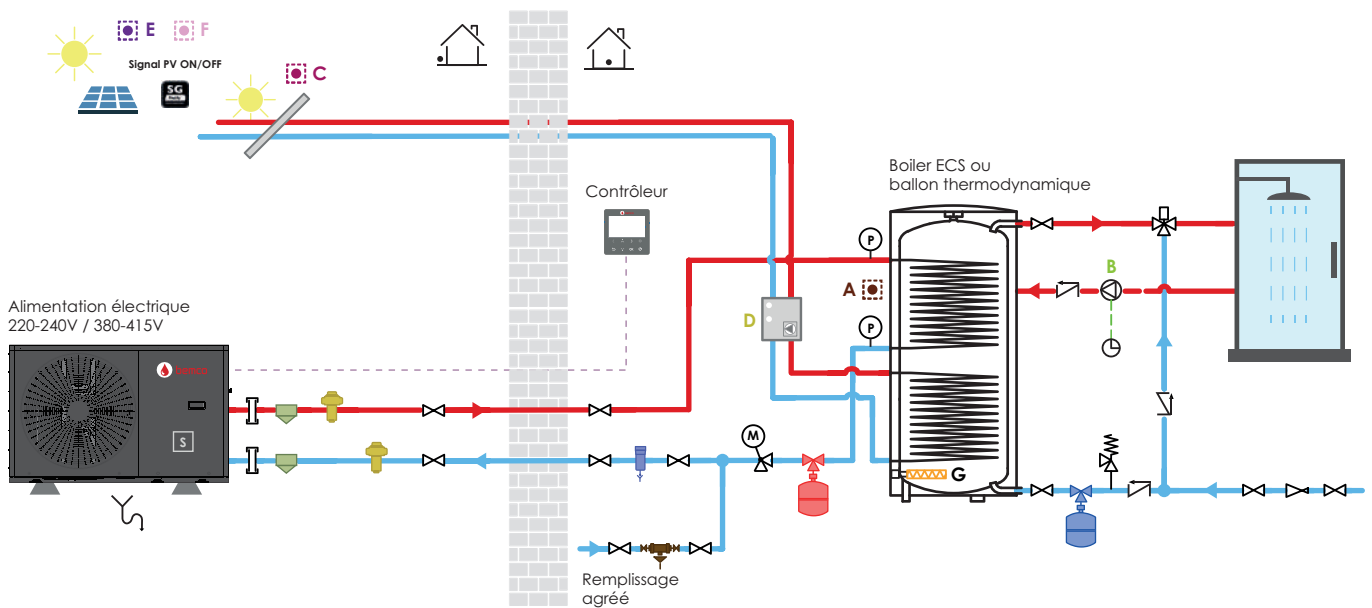 E F
Signal PV ON/OFF
SG
Ready
C
Contrôleur
Boiler ECS ou
ballon thermodynamique
P
A
B
D
P
Alimentation électrique
220-240V / 380-415V
S
M
G
Remplissage
agréé